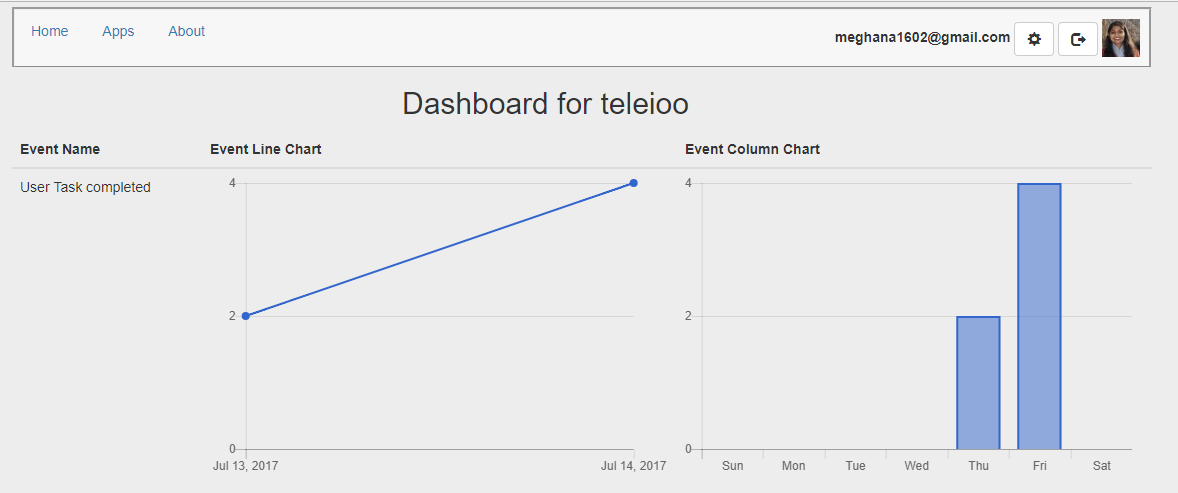 Home Apps About meghana1602@gmail.com
Dashboard for teleioo
Event Name Event Line Chart Event Column Chart
User Task completed
4
2
0
Jul 13, 2017 Jul 14, 2017
4
2
0
Sun Mon Tue Wed Thu Fri Sat